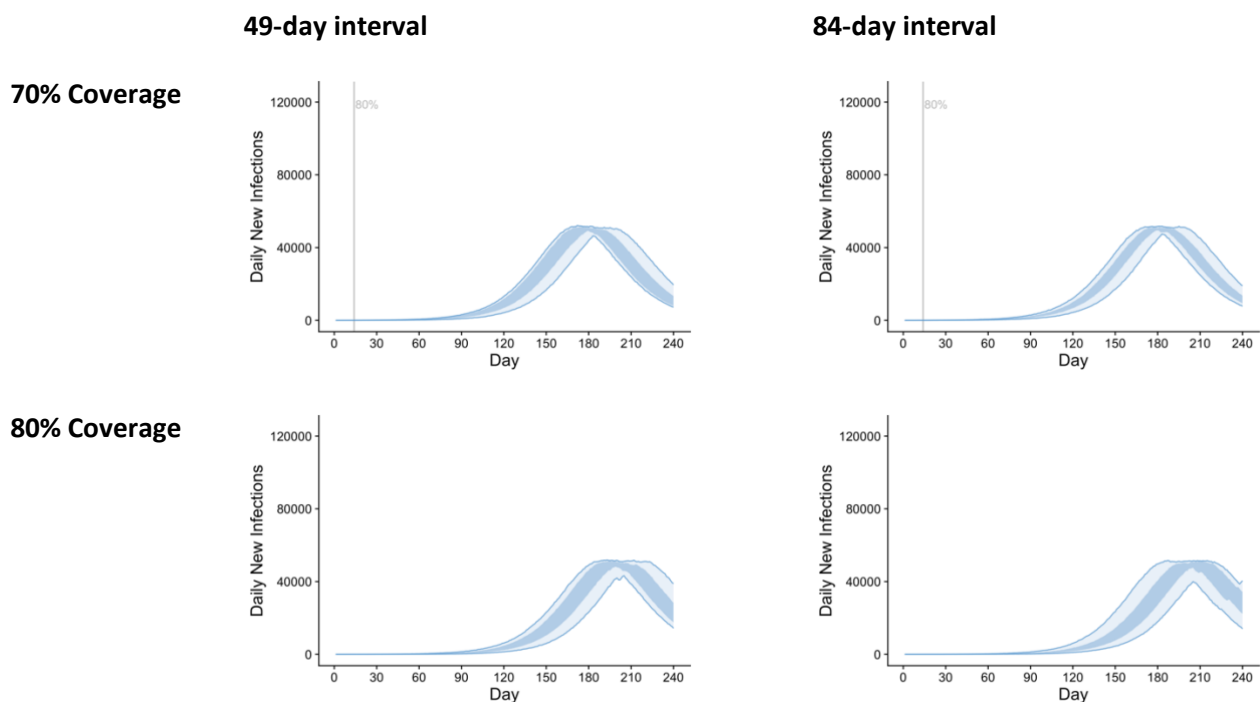 49-day interval
84-day interval
70% Coverage
120000
80000
40000
0
Daily New Infections
80%
0 30 60 90 120 150 180 210 240
Day
120000
80000
40000
0
Daily New Infections
80%
0 30 60 90 120 150 180 210 240
Day
80% Coverage
120000
80000
40000
0
Daily New Infections
0 30 60 90 120 150 180 210 240
Day
120000
80000
40000
0
Daily New Infections
0 30 60 90 120 150 180 210 240
Day